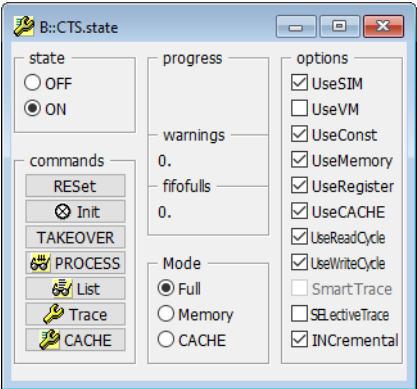 B::CTS.state
state
OFF
ON
commands
RESet
Init
TAKEOVER
PROCESS
List
Trace
CACHE
progress
warnings
0.
fifofulls
0.
Mode
Full
Memory
CACHE
options
UseSIM
UseVM
UseConst
UseMemory
UseRegister
UseCACHE
UseReadCycle
UseWriteCycle
SmartTrace
SELectiveTrace
INCremental